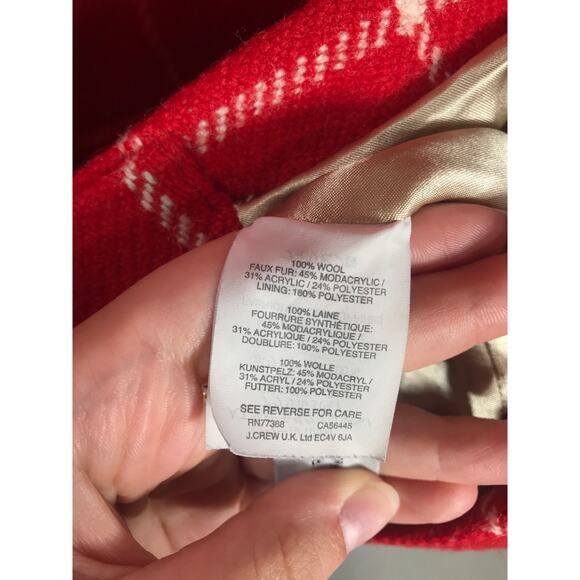 100% WOOL
FAUX FUR: 45% MODACRYLIC /
31% ACRYLIC / 24% POLYESTER
LINING: 100% POLYESTER
100% LAINE
FOURRURE SYNTHÉTIQUE:
45% MODACRYLIQUE /
31% ACRYLIQUE / 24% POLYESTER
DOUBLURE: 100% POLYESTER
100% WOLLE
KUNSTPELZ: 45% MODACRYL /
31% ACRYL / 24% POLYESTER
FUTTER: 100% POLYESTER
SEE REVERSE FOR CARE
RN77388 CA56445
J.CREW U.K. Ltd EC4V 6JA